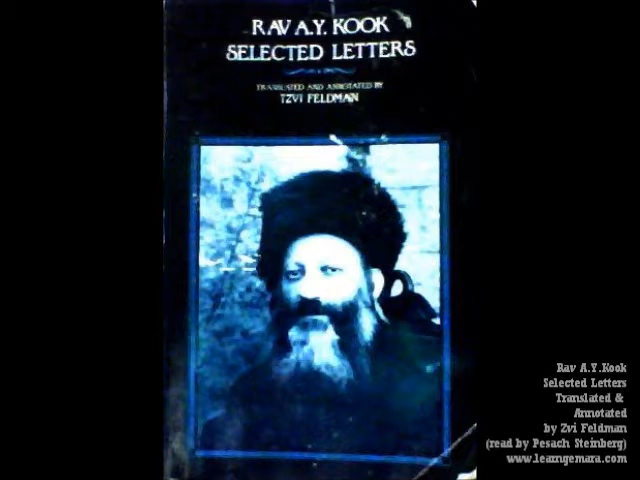 RAV A.Y. KOOK
SELECTED LETTERS
TRANSLATED AND ANNOTATED BY
TZVI FELDMAN
Rav A.Y.Kook
Selected Letters
Translated &
Annotated
by Zvi Feldman
(read by Pesach Steinberg)
www.learngemara.com